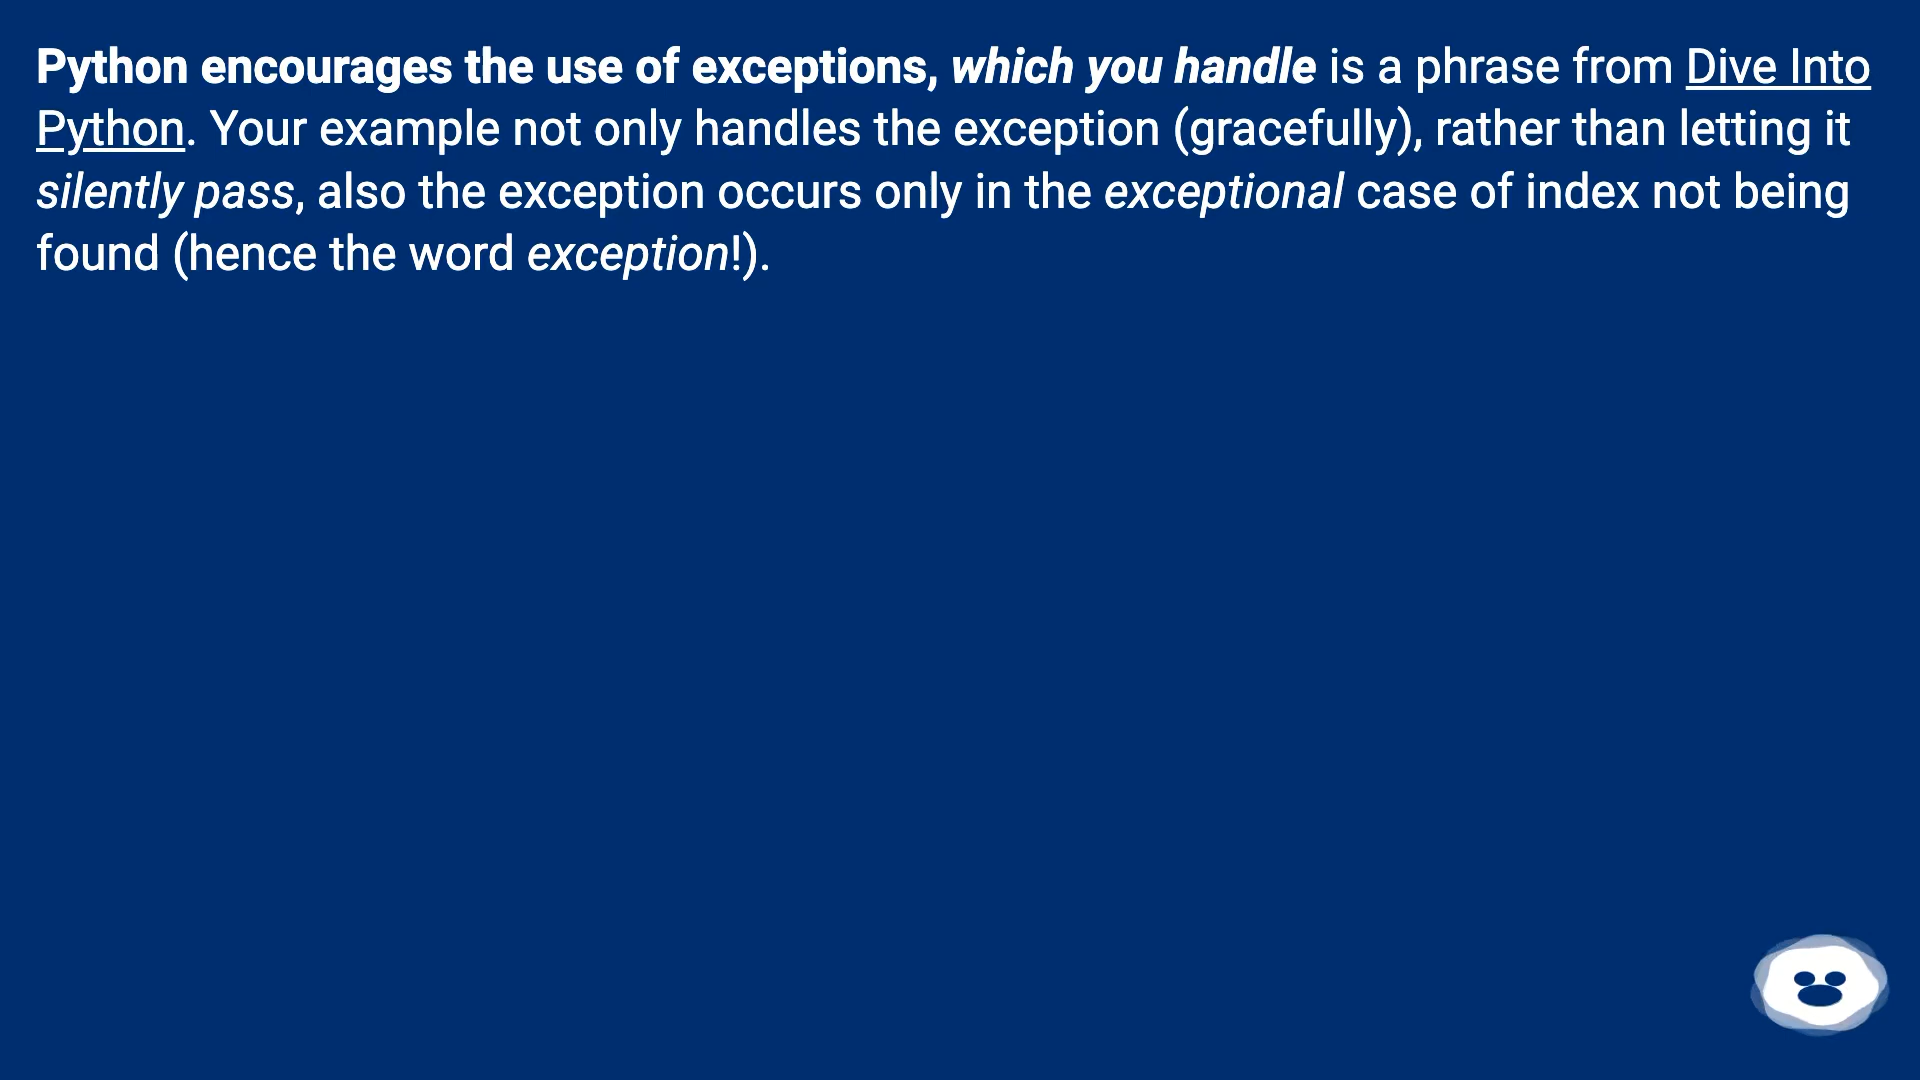 Python encourages the use of exceptions, which you handle is a phrase from Dive Into
Python. Your example not only handles the exception (gracefully), rather than letting it
silently pass, also the exception occurs only in the exceptional case of index not being
found (hence the word exception!).